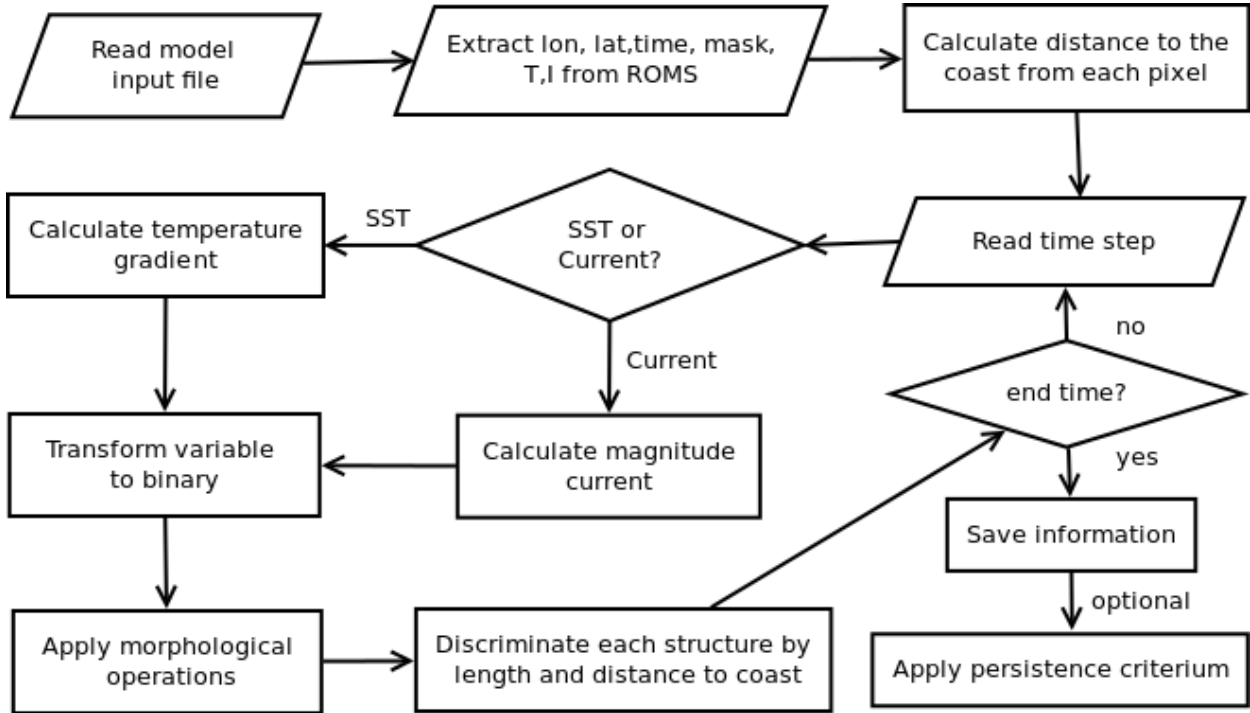 Read model
input file
Extract lon, lat,time, mask,
T,I from ROMS
Calculate distance to the
coast from each pixel
Read time step
SST or
Current?
SST
Calculate temperature
gradient
Current
Calculate magnitude
current
Transform variable
to binary
Apply morphological
operations
Discriminate each structure by
length and distance to coast
end time?
no
yes
Save information
optional
Apply persistence criterium